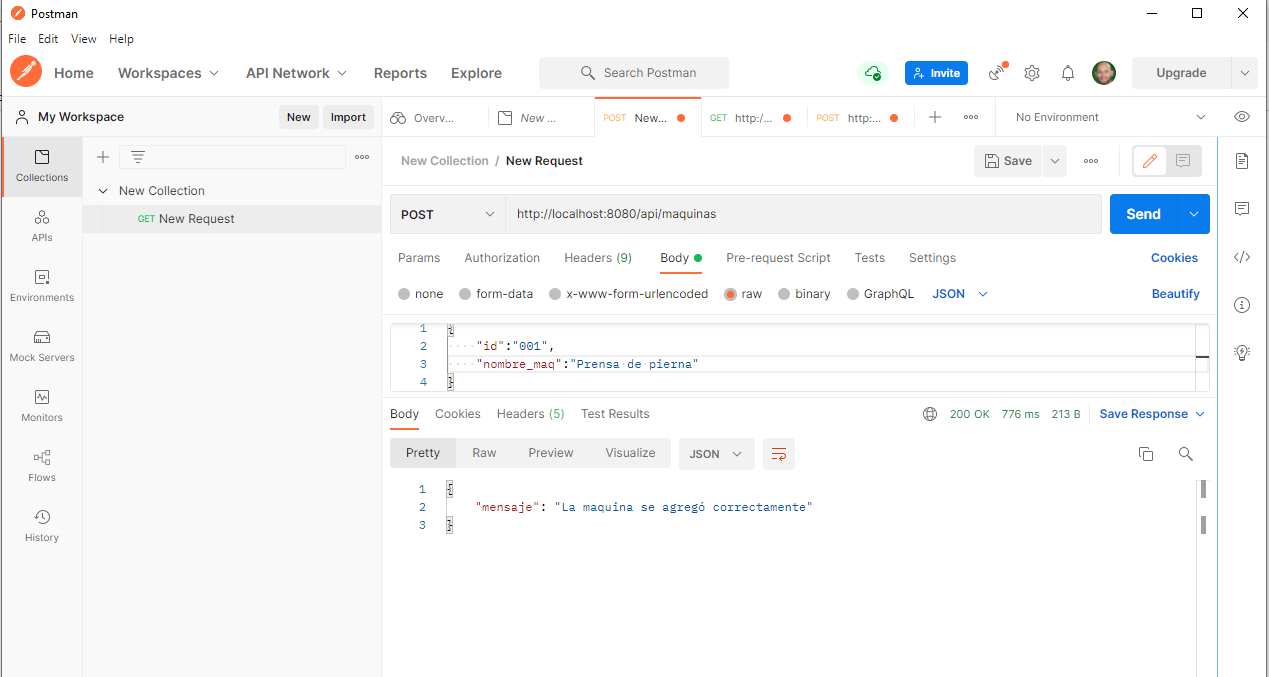 Postman
File Edit View Help
Home Workspaces API Network Reports Explore Search Postman Invite Upgrade
My Workspace New Import
Overv... New ... POST New... GET http:/... POST http:... No Environment
Collections
APIs
Environments
Mock Servers
Monitors
Flows
History
New Collection
GET New Request
New Collection / New Request Save
POST http://localhost:8080/api/maquinas Send
Params Authorization Headers (9) Body Pre-request Script Tests Settings Cookies
none form-data x-www-form-urlencoded raw binary GraphQL JSON Beautify
1 {
2 "id":"001",
3 "nombre_maq":"Prensa de pierna"
4 }
Body Cookies Headers (5) Test Results 200 OK 776 ms 213 B Save Response
Pretty Raw Preview Visualize JSON
1 {
2 "mensaje": "La maquina se agregó correctamente"
3 }